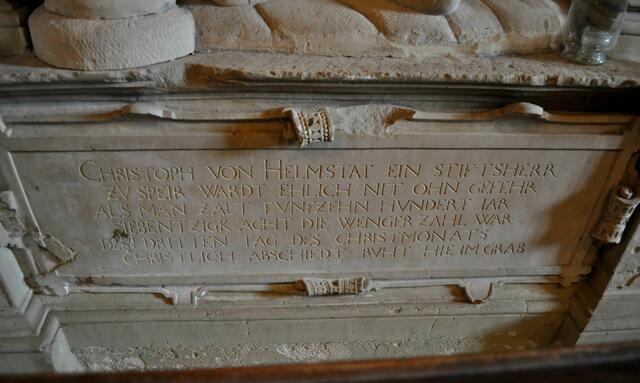 CHRISTOPH VON HELMSTAT EIN STIFTSHERR
ZV SPEIR WARDT EHLICH NIT OHN GEFEHR
ALS MAN ZALT FVNFZEHN HVNDERT IAR
SIEBENTZIGK ACHT DIE WENGER ZAHL WAR
DEN DRITTEN TAG DES CHRISTMONATS
CHRISTLICH ABSCHIEDT RVHT HIE IM GRAB